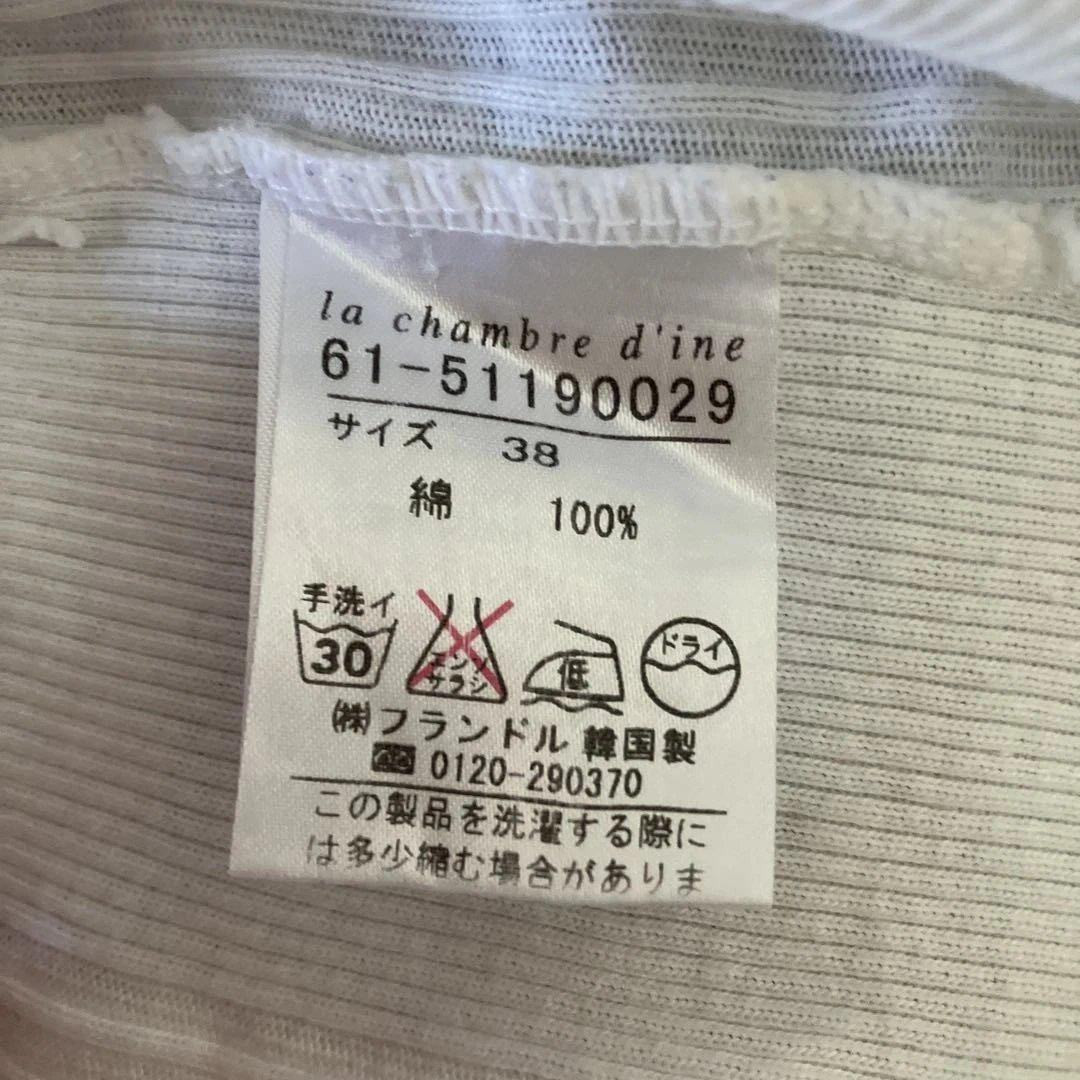 la chambre d'ine
61-51190029
サイズ 38
綿 100%
手洗イ
30
エンソ
サラシ
低
ドライ
㈱フランドル 韓国製
0120-290370
この製品を洗濯する際に
は多少縮む場合がありま